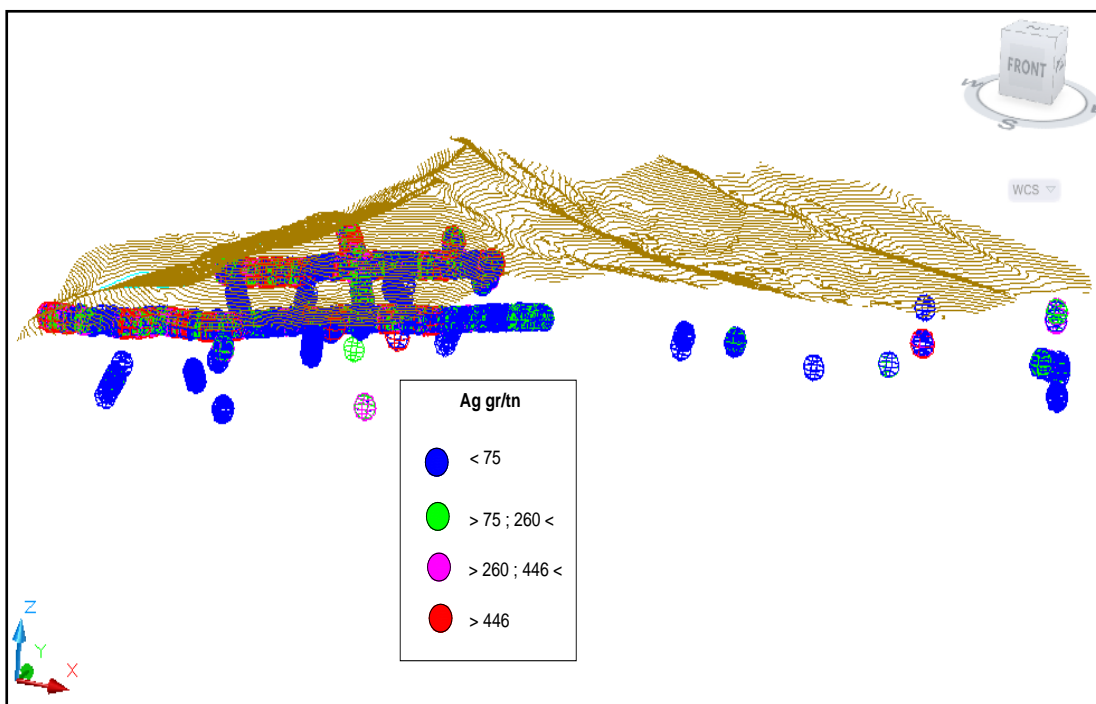 FRONT
W
S
WCS
Ag gr/tn
< 75
> 75 ; 260 <
> 260 ; 446 <
> 446
Z
Y
X